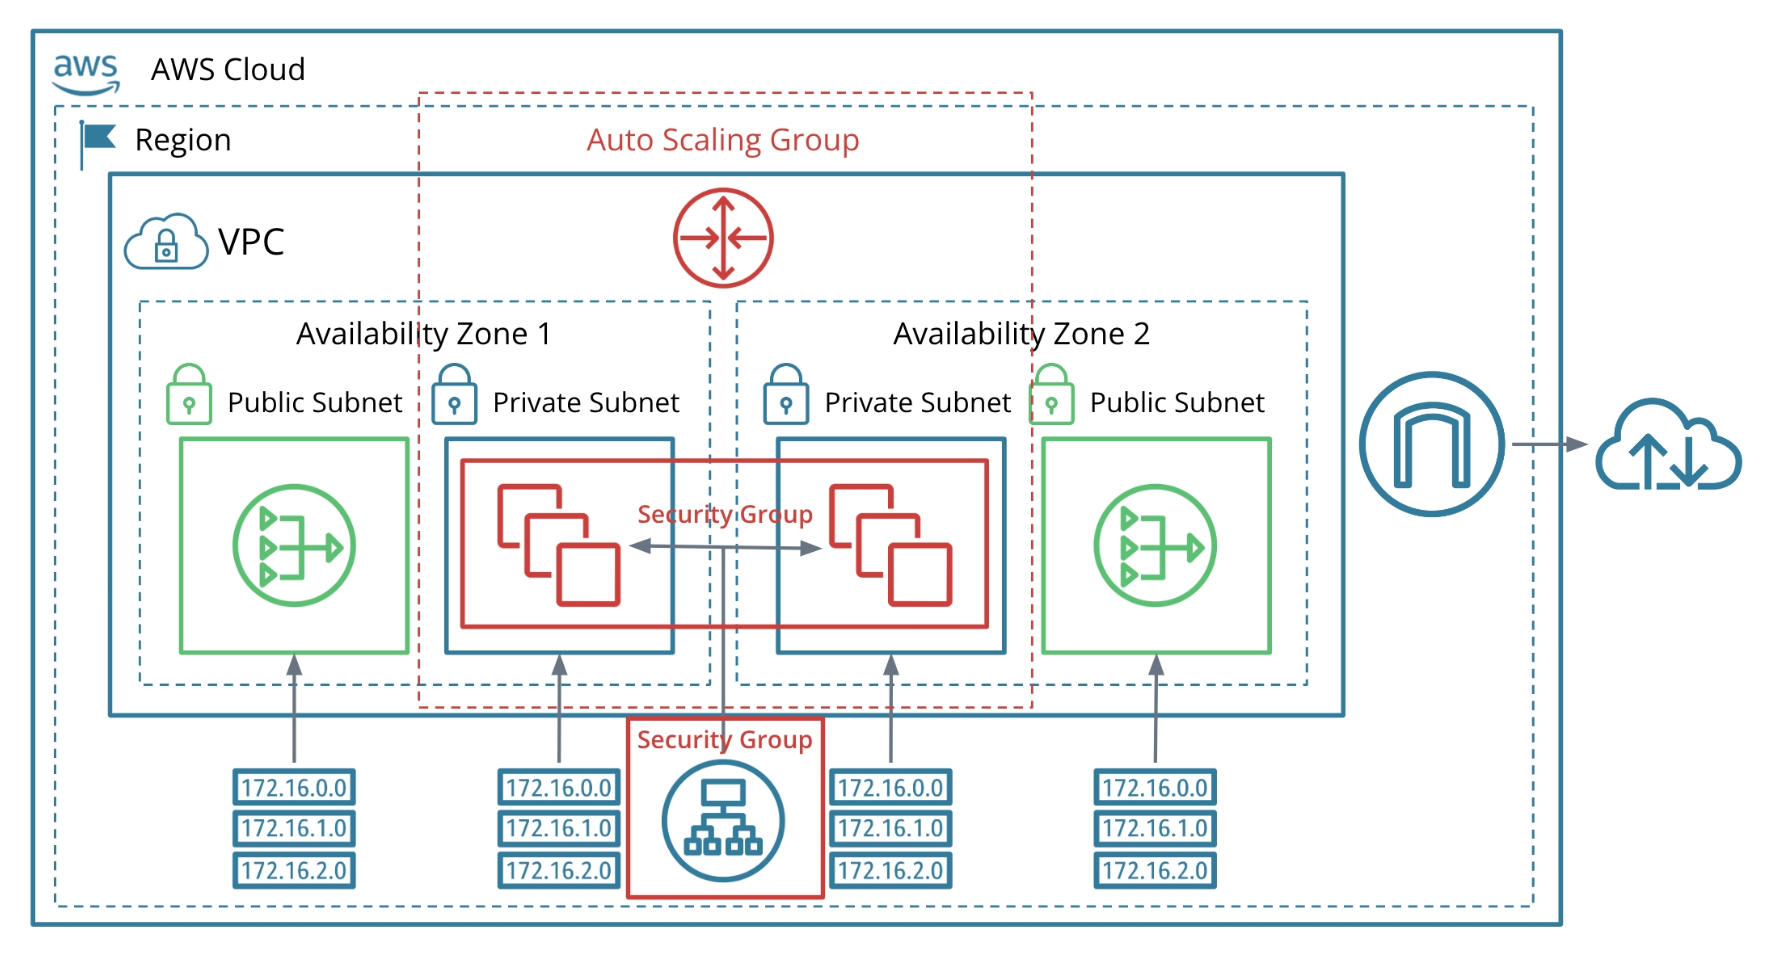 aws
AWS Cloud
Region
Auto Scaling Group
VPC
Availability Zone 1
Availability Zone 2
Public Subnet
Private Subnet
Private Subnet
Public Subnet
Security Group
Security Group
172.16.0.0
172.16.1.0
172.16.2.0
172.16.0.0
172.16.1.0
172.16.2.0
172.16.0.0
172.16.1.0
172.16.2.0
172.16.0.0
172.16.1.0
172.16.2.0